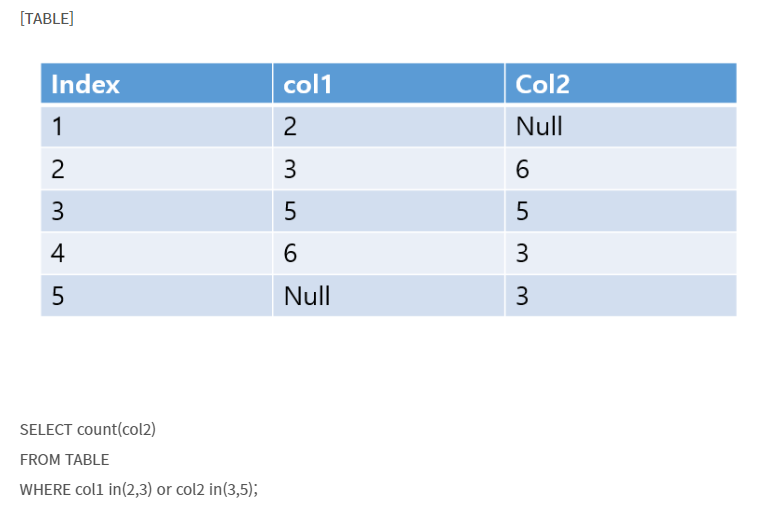 [TABLE]
Index col1 Col2
1 2 Null
2 3 6
3 5 5
4 6 3
5 Null 3
SELECT count(col2)
FROM TABLE
WHERE col1 in(2,3) or col2 in(3,5);